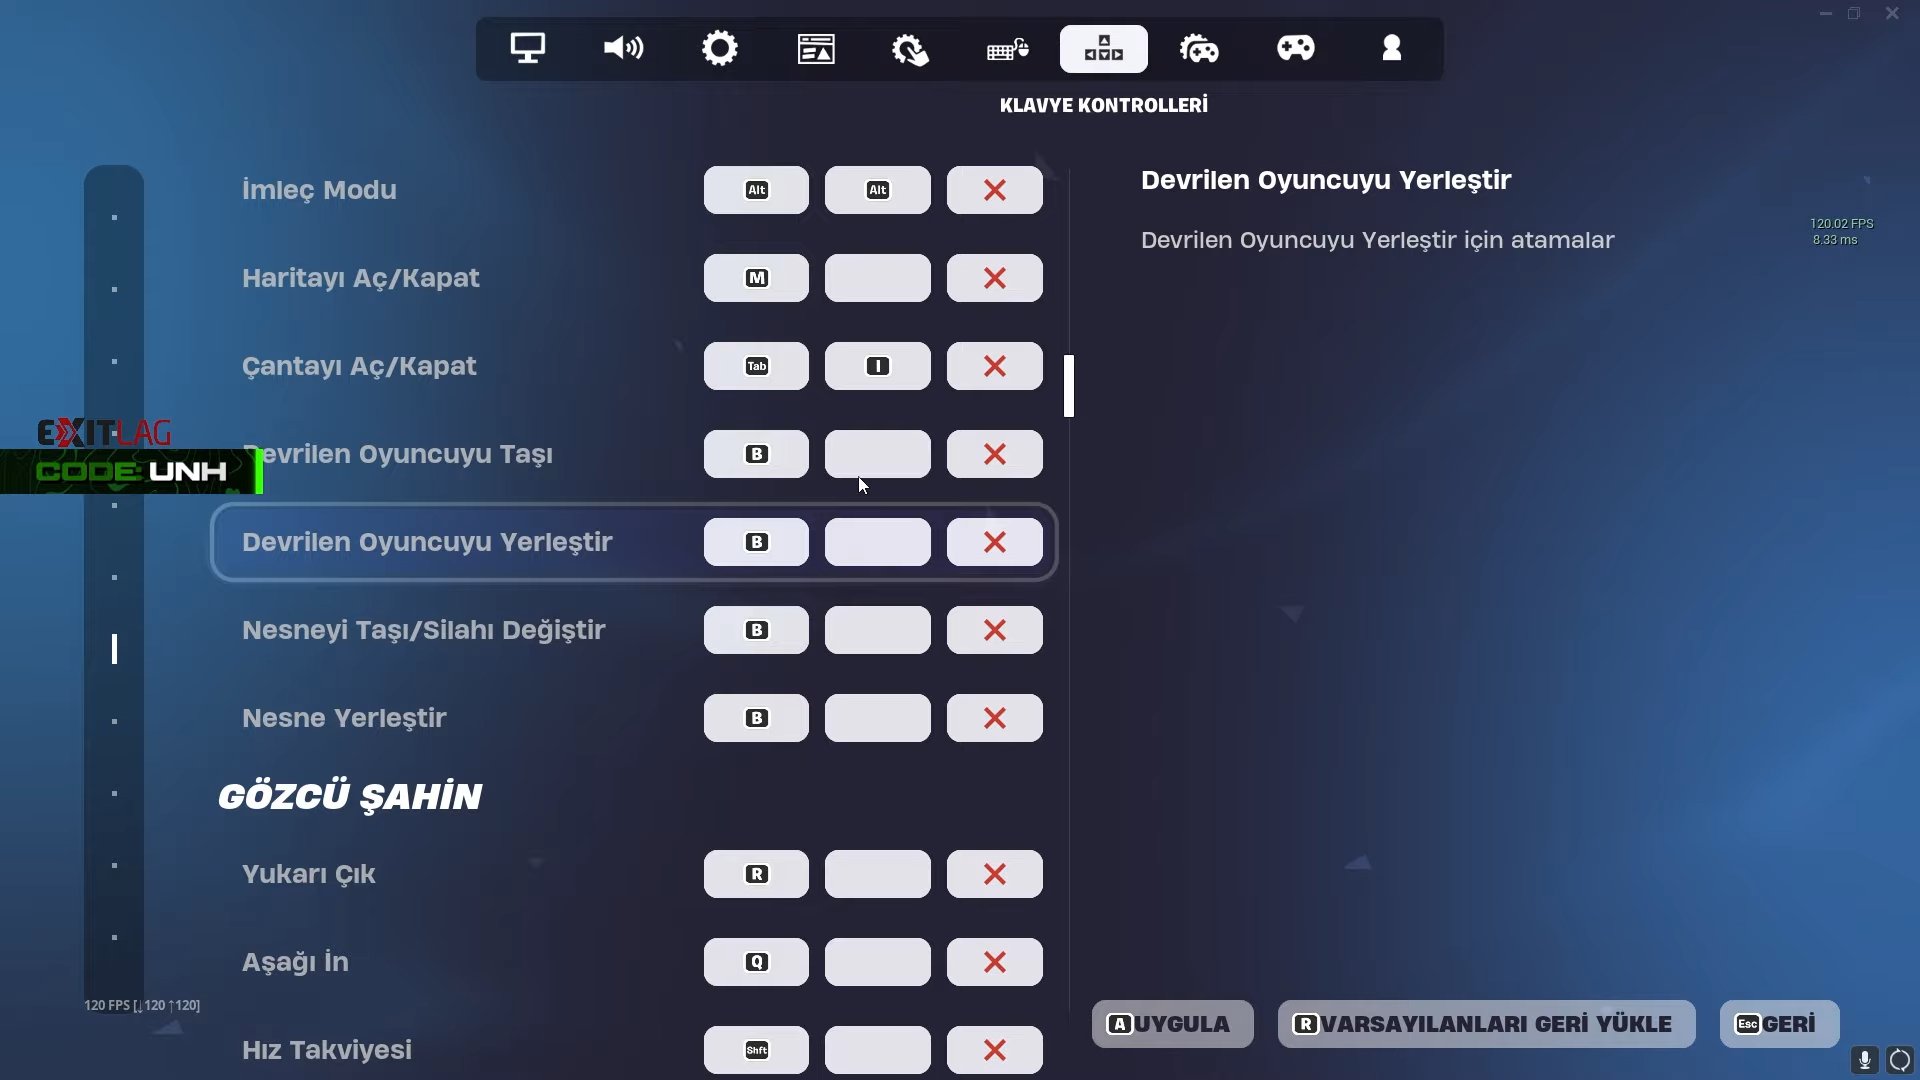 KLAVYE KONTROLLERİ
İmleç Modu
Alt
Alt
Devrilen Oyuncuyu Yerleştir
Devrilen Oyuncuyu Yerleştir için atamalar
120.02 FPS
8.33 ms
Haritayı Aç/Kapat
M
Çantayı Aç/Kapat
Tab
I
EXITLAG
CODE UNH
Devrilen Oyuncuyu Taşı
B
Devrilen Oyuncuyu Yerleştir
B
Nesneyi Taşı/Silahı Değiştir
B
Nesne Yerleştir
B
GÖZCÜ ŞAHİN
Yukarı Çık
R
Aşağı İn
Q
Hız Takviyesi
Shft
120 FPS [↓120 ↑120]
A UYGULA
R VARSAYILANLARI GERİ YÜKLE
Esc GERİ